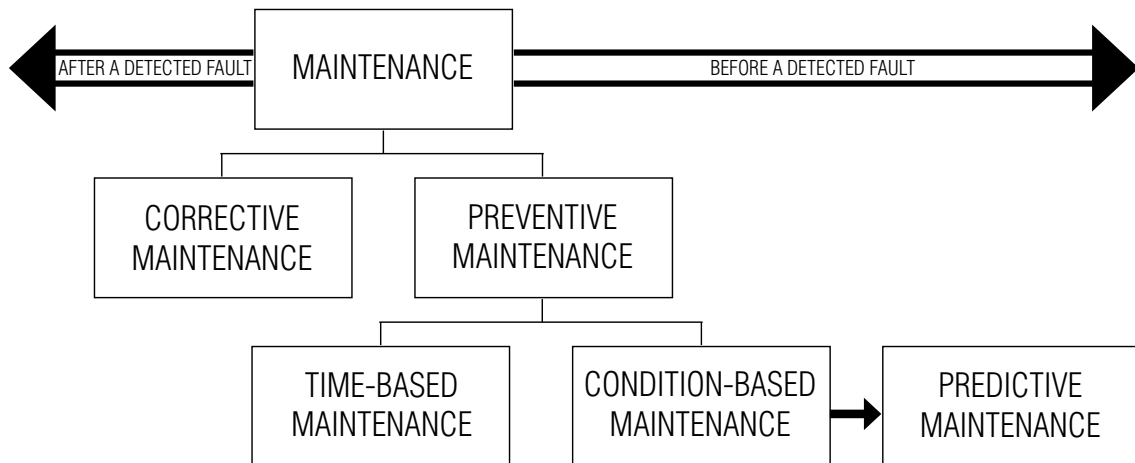 AFTER A DETECTED FAULT
MAINTENANCE
BEFORE A DETECTED FAULT
CORRECTIVE
MAINTENANCE
PREVENTIVE
MAINTENANCE
TIME-BASED
MAINTENANCE
CONDITION-BASED
MAINTENANCE
PREDICTIVE
MAINTENANCE